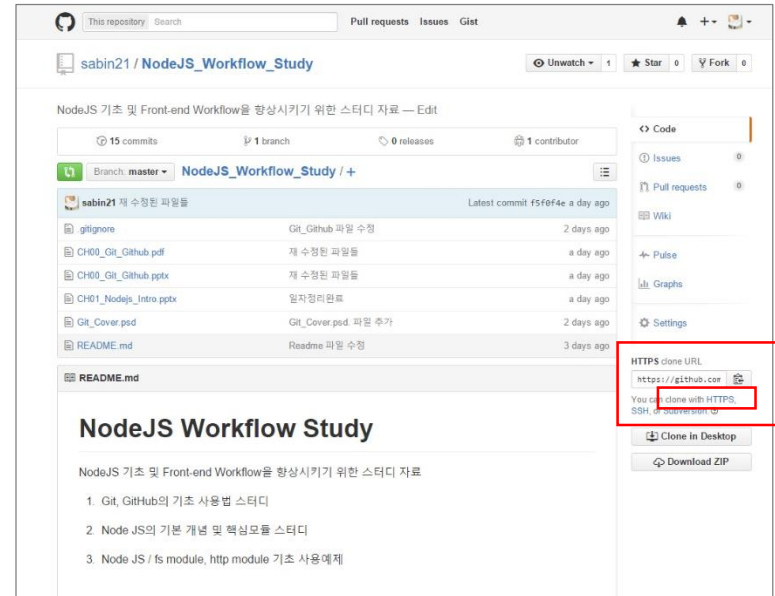 This repository Search Pull requests Issues Gist
sabin21 / NodeJS_Workflow_Study Unwatch 1 Star 0 Fork 0
NodeJS 기초 및 Front-end Workflow을 향상시키기 위한 스터디 자료 — Edit
15 commits 1 branch 0 releases 1 contributor
Branch: master NodeJS_Workflow_Study / +
sabin21 재 수정된 파일들 Latest commit f5f0f4e a day ago
.gitignore Git_Github 파일 수정 2 days ago
CH00_Git_Github.pdf 재 수정된 파일들 a day ago
CH00_Git_Github.pptx 재 수정된 파일들 a day ago
CH01_Nodejs_Intro.pptx 일자정리완료 a day ago
Git_Cover.psd Git_Cover.psd. 파일 추가 2 days ago
README.md Readme 파일 수정 3 days ago
README.md
NodeJS Workflow Study
NodeJS 기초 및 Front-end Workflow을 향상시키기 위한 스터디 자료
1. Git, GitHub의 기초 사용법 스터디
2. Node JS의 기본 개념 및 핵심모듈 스터디
3. Node JS / fs module, http module 기초 사용예제
Code
Issues 0
Pull requests 0
Wiki
Pulse
Graphs
Settings
HTTPS clone URL
https://github.com
You can clone with HTTPS,
SSH, or Subversion.
Clone in Desktop
Download ZIP